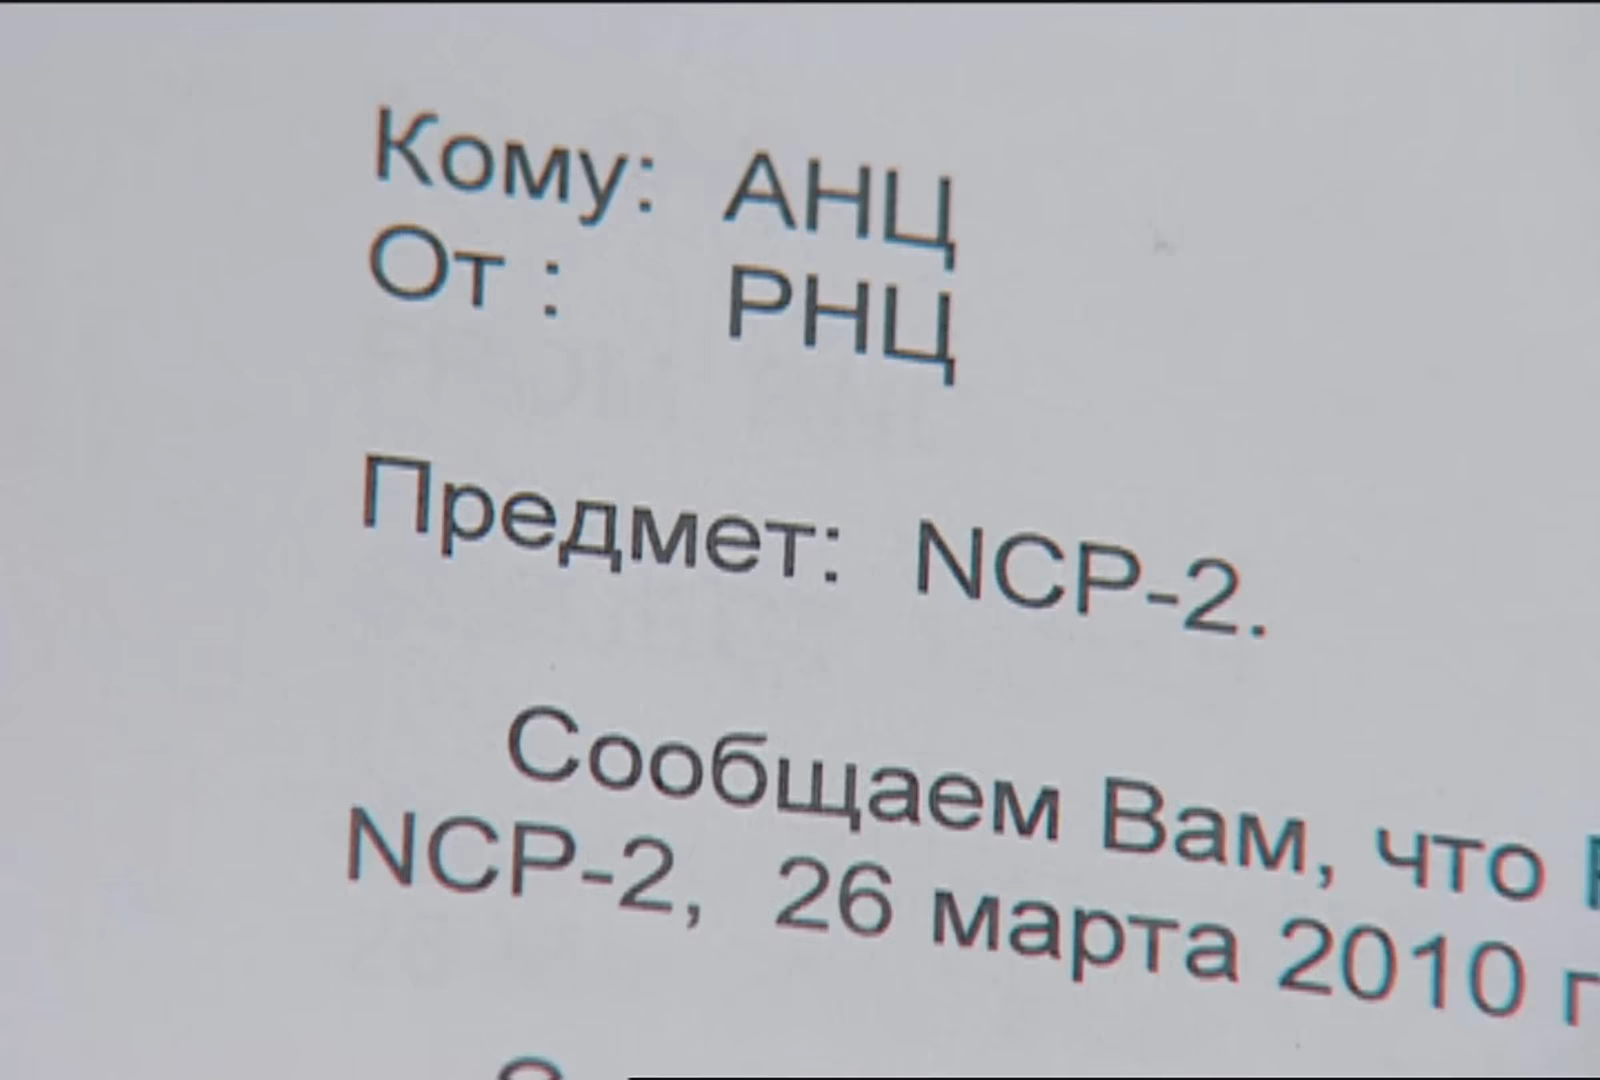 Кому: АНЦ
От : РНЦ
Предмет: NCP-2.
Сообщаем Вам, что
NCP-2, 26 марта 2010